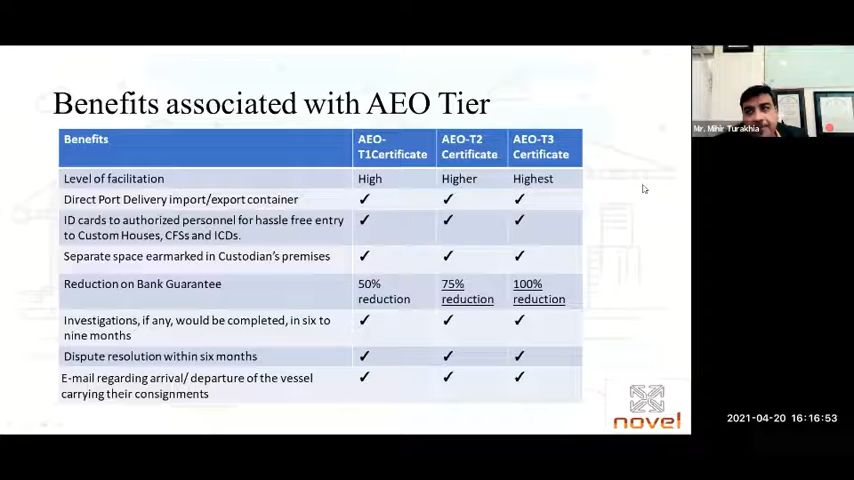 Benefits associated with AEO Tier
Benefits
AEO-
T1Certificate
AEO-T2
Certificate
AEO-T3
Certificate
Level of facilitation
High
Higher
Highest
Direct Port Delivery import/export container
✓ ✓ ✓
ID cards to authorized personnel for hassle free entry
to Custom Houses, CFSs and ICDs.
✓ ✓ ✓
Separate space earmarked in Custodian's premises
✓ ✓ ✓
Reduction on Bank Guarantee
50%
reduction
75%
reduction
100%
reduction
Investigations, if any, would be completed, in six to
nine months
✓ ✓ ✓
Dispute resolution within six months
✓ ✓ ✓
E-mail regarding arrival/ departure of the vessel
carrying their consignments
✓ ✓ ✓
novel
Mr. Mihir Turakhia
2021-04-20 16:16:53